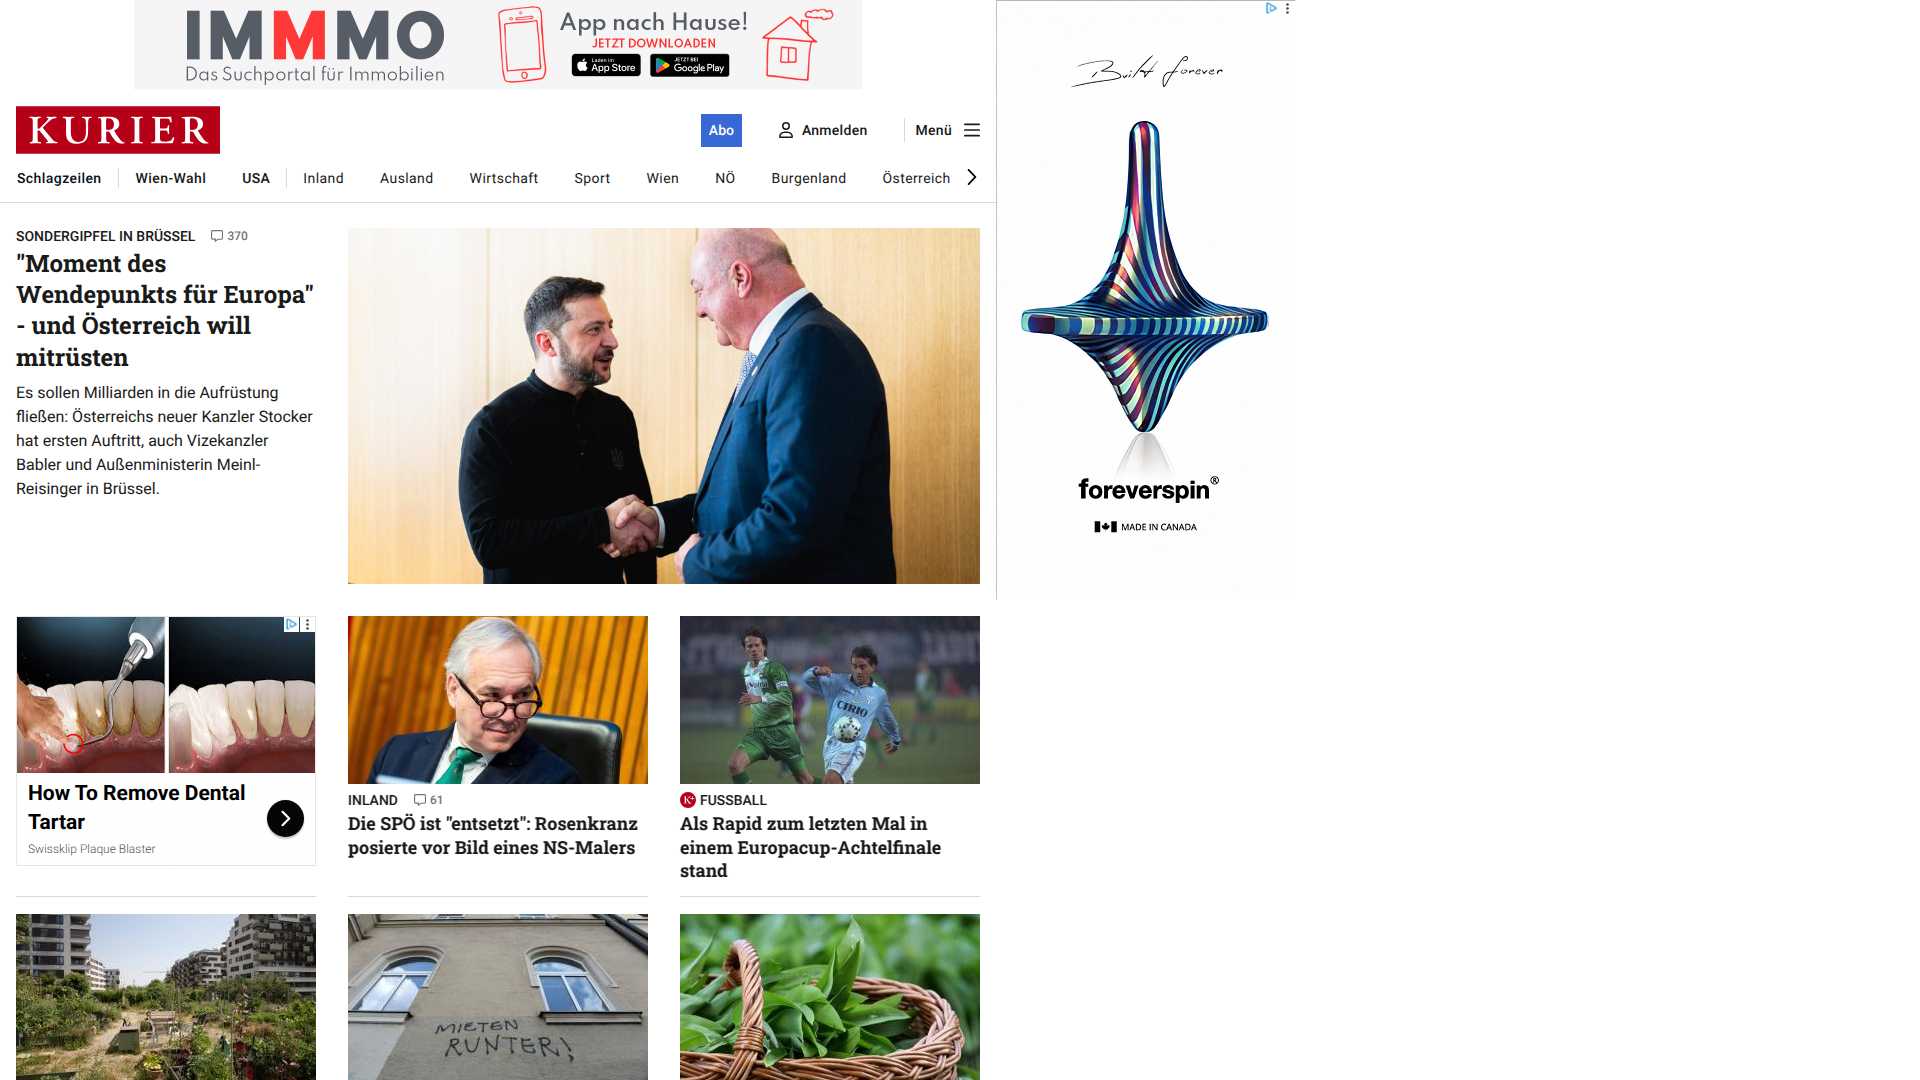 IMMMO
Das Suchportal für Immobilien
App nach Hause!
JETZT DOWNLOADEN
Laden im
App Store
JETZT BEI
Google Play
Built forever
KURIER
Abo
Anmelden
Menü
Schlagzeilen
Wien-Wahl
USA
Inland
Ausland
Wirtschaft
Sport
Wien
NÖ
Burgenland
Österreich
SONDERGIPFEL IN BRÜSSEL 370
"Moment des
Wendepunkts für Europa"
- und Österreich will
mitrüsten
Es sollen Milliarden in die Aufrüstung
fließen: Österreichs neuer Kanzler Stocker
hat ersten Auftritt, auch Vizekanzler
Babler und Außenministerin Meinl-
Reisinger in Brüssel.
foreverspin®
MADE IN CANADA
How To Remove Dental
Tartar
Swissklip Plaque Blaster
INLAND 61
Die SPÖ ist "entsetzt": Rosenkranz
posierte vor Bild eines NS-Malers
CIRIO
K+ FUSSBALL
Als Rapid zum letzten Mal in
einem Europacup-Achtelfinale
stand
MIETEN
RUNTER!